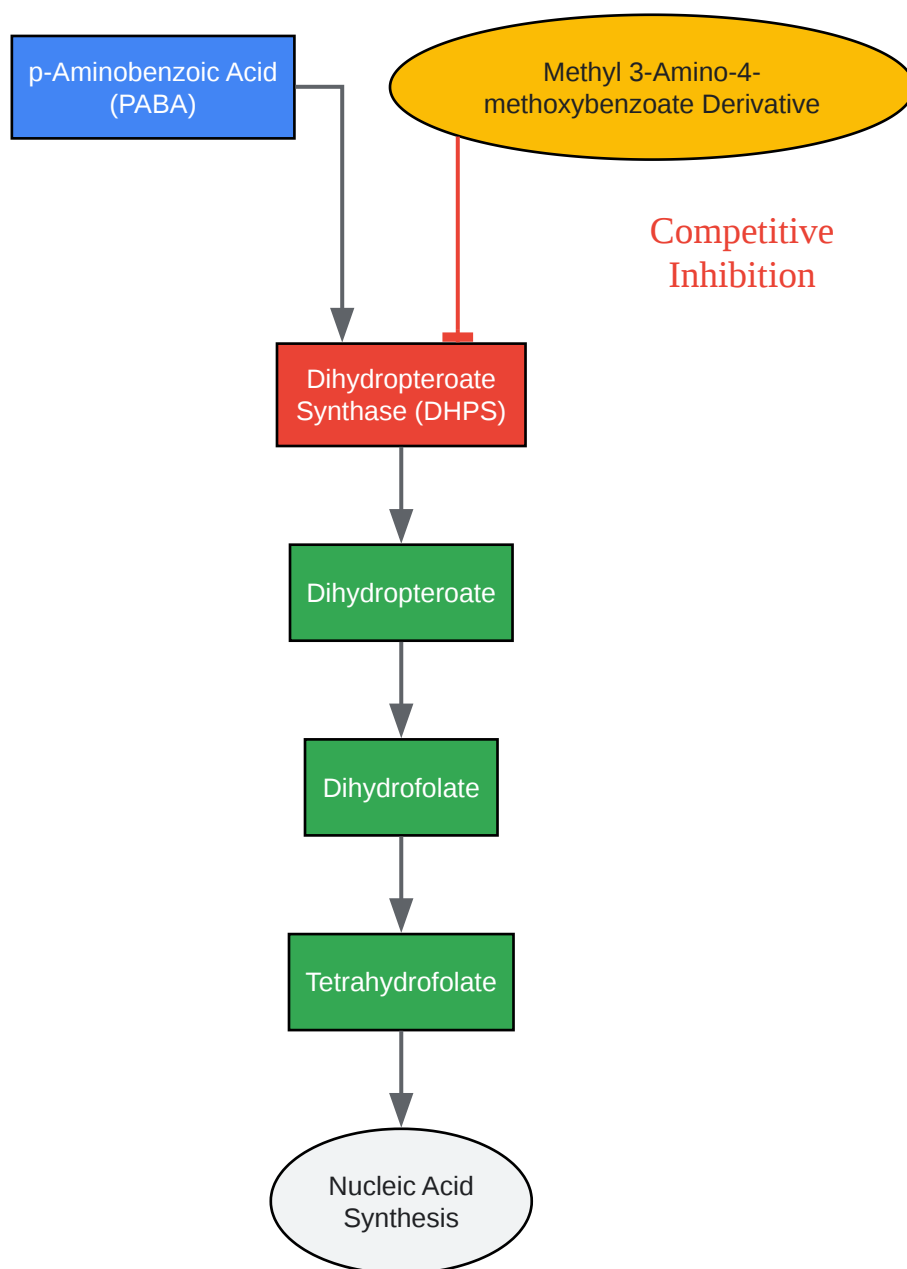 p-Aminobenzoic Acid
(PABA)
Methyl 3-Amino-4-
methoxybenzoate Derivative
Competitive
Inhibition
Dihydropteroate
Synthase (DHPS)
Dihydropteroate
Dihydrofolate
Tetrahydrofolate
Nucleic Acid
Synthesis